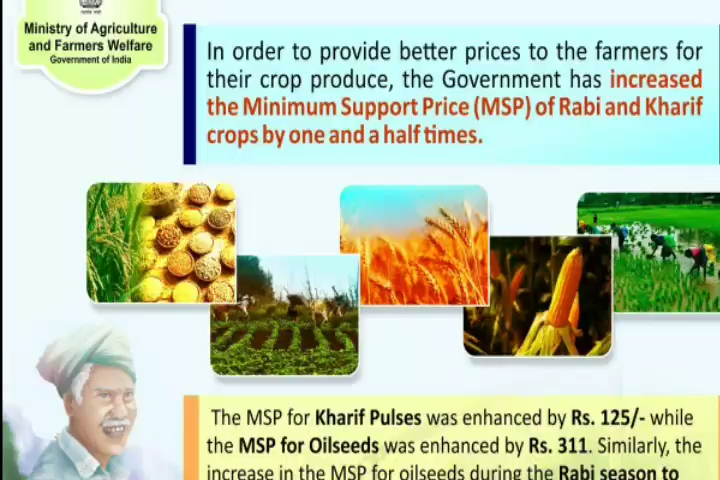 Ministry of Agriculture
and Farmers Welfare
Government of India
In order to provide better prices to the farmers for
their crop produce, the Government has increased
the Minimum Support Price (MSP) of Rabi and Kharif
crops by one and a half times.
The MSP for Kharif Pulses was enhanced by Rs. 125/- while
the MSP for Oilseeds was enhanced by Rs. 311. Similarly, the
increase in the MSP for oilseeds during the Rabi season to